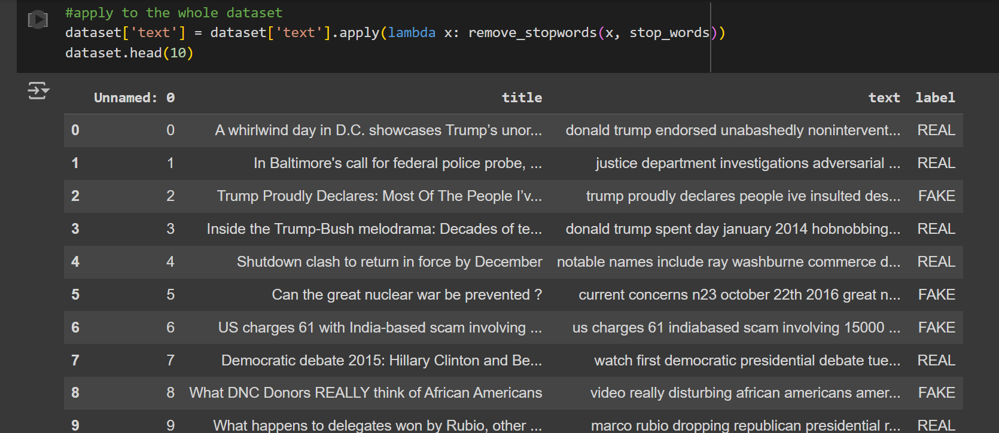 #apply to the whole dataset
dataset['text'] = dataset['text'].apply(lambda x: remove_stopwords(x, stop_words))
dataset.head(10)
Unnamed: 0 title text label
0 0 A whirlwind day in D.C. showcases Trump’s unor... donald trump endorsed unabashedly nonintervent... REAL
1 1 In Baltimore's call for federal police probe, ... justice department investigations adversarial ... REAL
2 2 Trump Proudly Declares: Most Of The People I’v... trump proudly declares people ive insulted des... FAKE
3 3 Inside the Trump-Bush melodrama: Decades of te... donald trump spent day january 2014 hobnobbing... REAL
4 4 Shutdown clash to return in force by December notable names include ray washburne commerce d... REAL
5 5 Can the great nuclear war be prevented ? current concerns n23 october 22th 2016 great n... FAKE
6 6 US charges 61 with India-based scam involving ... us charges 61 indiabased scam involving 15000 ... FAKE
7 7 Democratic debate 2015: Hillary Clinton and Be... watch first democratic presidential debate tue... REAL
8 8 What DNC Donors REALLY think of African Americans video really disturbing african americans amer... FAKE
9 9 What happens to delegates won by Rubio, other ... marco rubio dropping republican presidential r... REAL